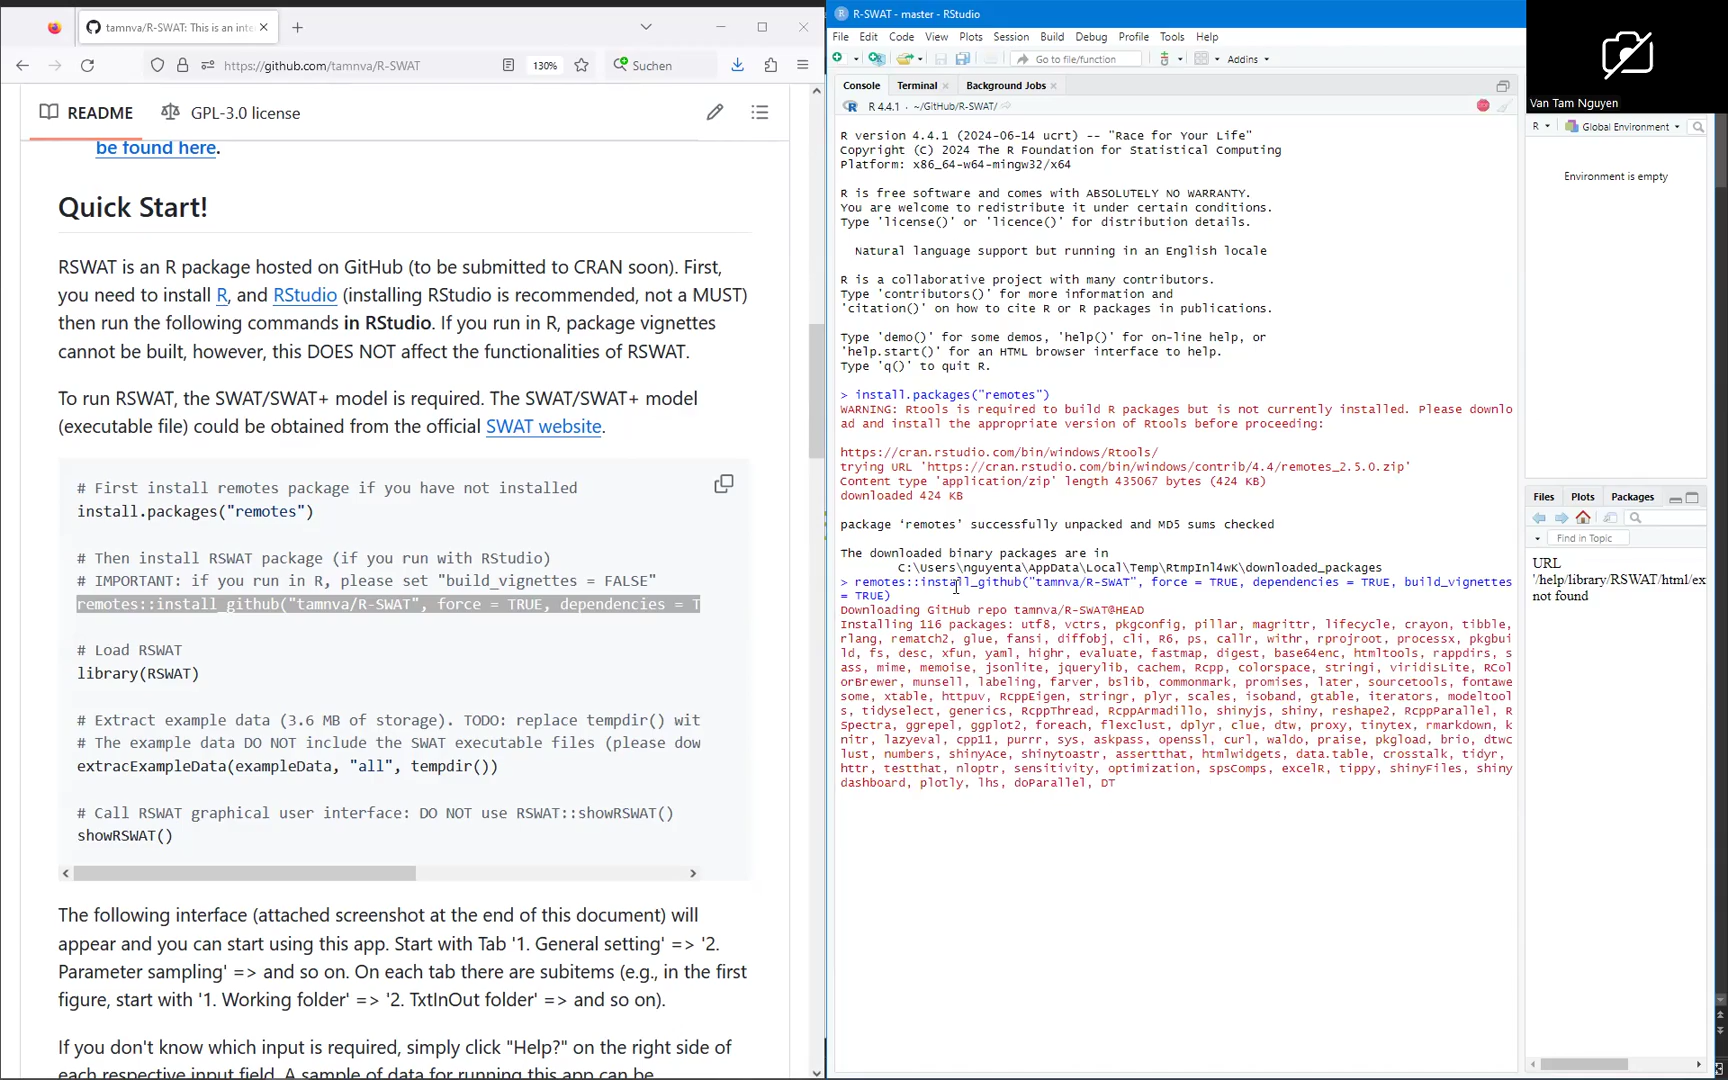 tamnva/R-SWAT: This is an inte
https://github.com/tamnva/R-SWAT
130%
Suchen
README
GPL-3.0 license
be found here.
Quick Start!
RSWAT is an R package hosted on GitHub (to be submitted to CRAN soon). First,
you need to install R, and RStudio (installing RStudio is recommended, not a MUST)
then run the following commands in RStudio. If you run in R, package vignettes
cannot be built, however, this DOES NOT affect the functionalities of RSWAT.
To run RSWAT, the SWAT/SWAT+ model is required. The SWAT/SWAT+ model
(executable file) could be obtained from the official SWAT website.
# First install remotes package if you have not installed
install.packages("remotes")
# Then install RSWAT package (if you run with RStudio)
# IMPORTANT: if you run in R, please set "build_vignettes = FALSE"
remotes::install_github("tamnva/R-SWAT", force = TRUE, dependencies = T
# Load RSWAT
library(RSWAT)
# Extract example data (3.6 MB of storage). TODO: replace tempdir() wit
# The example data DO NOT include the SWAT executable files (please dow
extracExampleData(exampleData, "all", tempdir())
# Call RSWAT graphical user interface: DO NOT use RSWAT::showRSWAT()
showRSWAT()
The following interface (attached screenshot at the end of this document) will
appear and you can start using this app. Start with Tab '1. General setting' => '2.
Parameter sampling' => and so on. On each tab there are subitems (e.g., in the first
figure, start with '1. Working folder' => '2. TxtInOut folder' => and so on).
If you don't know which input is required, simply click "Help?" on the right side of
each respective input field. A sample of data for running this app can be
R-SWAT - master - RStudio
File Edit Code View Plots Session Build Debug Profile Tools Help
Go to file/function
Addins
Console Terminal Background Jobs
R 4.4.1 · ~/GitHub/R-SWAT/
R version 4.4.1 (2024-06-14 ucrt) -- "Race for Your Life"
Copyright (C) 2024 The R Foundation for Statistical Computing
Platform: x86_64-w64-mingw32/x64
R is free software and comes with ABSOLUTELY NO WARRANTY.
You are welcome to redistribute it under certain conditions.
Type 'license()' or 'licence()' for distribution details.
Natural language support but running in an English locale
R is a collaborative project with many contributors.
Type 'contributors()' for more information and
'citation()' on how to cite R or R packages in publications.
Type 'demo()' for some demos, 'help()' for on-line help, or
'help.start()' for an HTML browser interface to help.
Type 'q()' to quit R.
> install.packages("remotes")
WARNING: Rtools is required to build R packages but is not currently installed. Please downlo
ad and install the appropriate version of Rtools before proceeding:
https://cran.rstudio.com/bin/windows/Rtools/
trying URL 'https://cran.rstudio.com/bin/windows/contrib/4.4/remotes_2.5.0.zip'
Content type 'application/zip' length 435067 bytes (424 KB)
downloaded 424 KB
package ‘remotes’ successfully unpacked and MD5 sums checked
The downloaded binary packages are in
C:\Users\nguyenta\AppData\Local\Temp\RtmpInl4wK\downloaded_packages
> remotes::install_github("tamnva/R-SWAT", force = TRUE, dependencies = TRUE, build_vignettes
= TRUE)
Downloading GitHub repo tamnva/R-SWAT@HEAD
Installing 116 packages: utf8, vctrs, pkgconfig, pillar, magrittr, lifecycle, crayon, tibble,
rlang, rematch2, glue, fansi, diffobj, cli, R6, ps, callr, withr, rprojroot, processx, pkgbui
ld, fs, desc, xfun, yaml, highr, evaluate, fastmap, digest, base64enc, htmltools, rappdirs, s
ass, mime, memoise, jsonlite, jquerylib, cachem, Rcpp, colorspace, stringi, viridisLite, RCol
orBrewer, munsell, labeling, farver, bslib, commonmark, promises, later, sourcetools, fontawe
some, xtable, httpuv, RcppEigen, stringr, plyr, scales, isoband, gtable, iterators, modeltool
s, tidyselect, generics, RcppThread, RcppArmadillo, shinyjs, shiny, reshape2, RcppParallel, R
Spectra, ggrepel, ggplot2, foreach, flexclust, dplyr, clue, dtw, proxy, tinytex, rmarkdown, k
nitr, lazyeval, cpp11, purrr, sys, askpass, openssl, curl, waldo, praise, pkgload, brio, dtwc
lust, numbers, shinyAce, shinytoastr, assertthat, htmlwidgets, data.table, crosstalk, tidyr,
httr, testthat, nloptr, sensitivity, optimization, spsComps, excelR, tippy, shinyFiles, shiny
dashboard, plotly, lhs, doParallel, DT
Van Tam Nguyen
R Global Environment
Environment is empty
Files Plots Packages
Find in Topic
URL
'/help/library/RSWAT/html/ex
not found